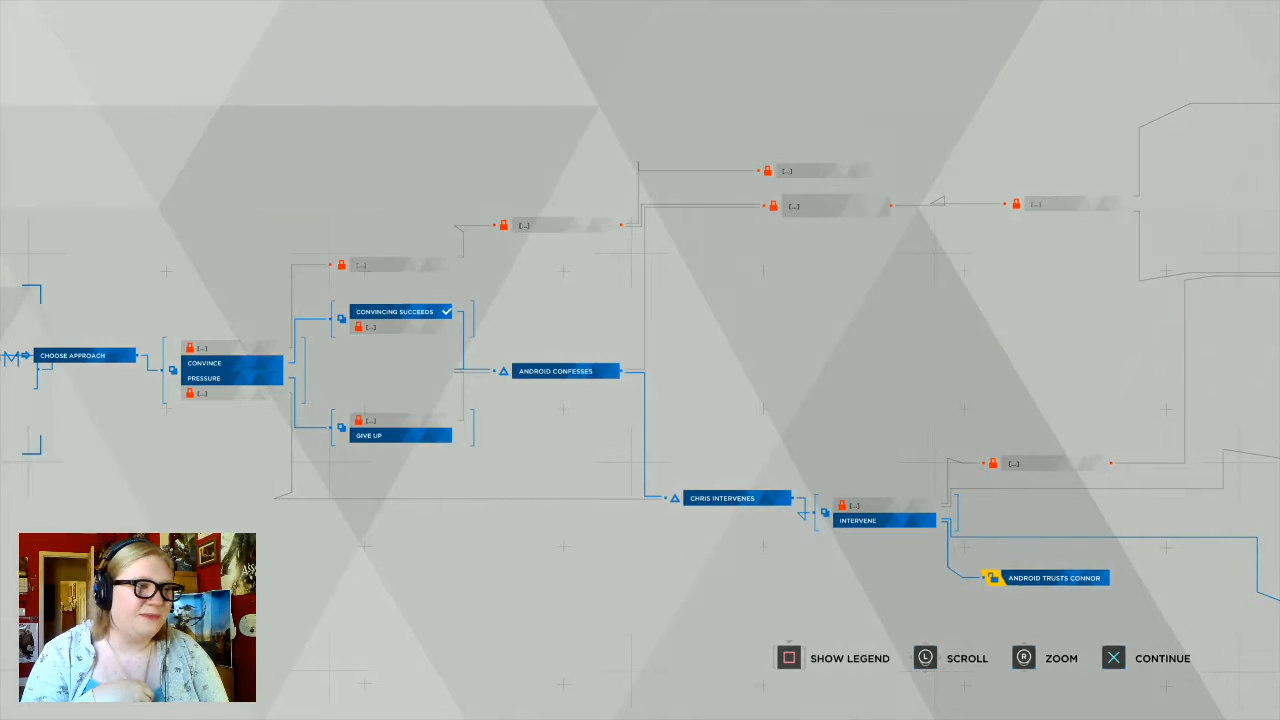 [...]
[...]
[...]
[...]
[...]
CONVINCING SUCCEEDS
[...]
CHOOSE APPROACH
[...]
CONVINCE
PRESSURE
[...]
ANDROID CONFESSES
[...]
GIVE UP
[...]
CHRIS INTERVENES
[...]
INTERVENE
ANDROID TRUSTS CONNOR
SHOW LEGEND
L
SCROLL
R
ZOOM
CONTINUE